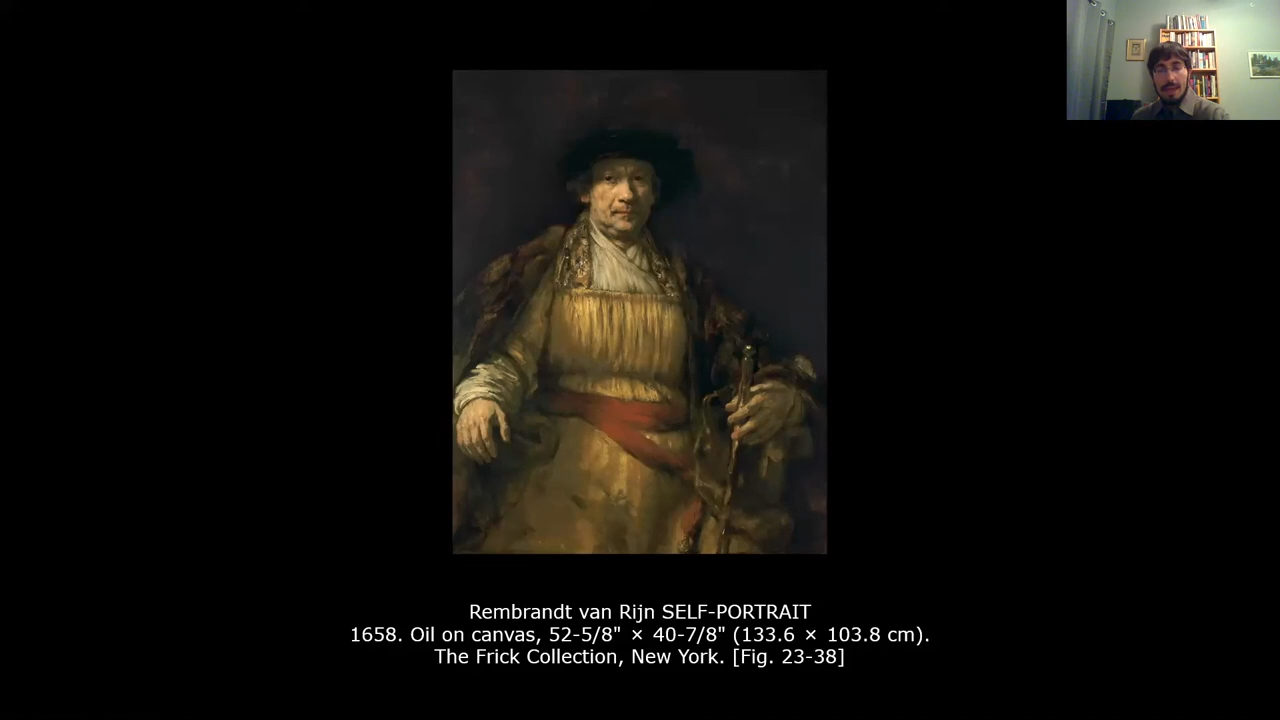 Rembrandt van Rijn SELF-PORTRAIT
1658. Oil on canvas, 52-5/8" × 40-7/8" (133.6 × 103.8 cm).
The Frick Collection, New York. [Fig. 23-38]